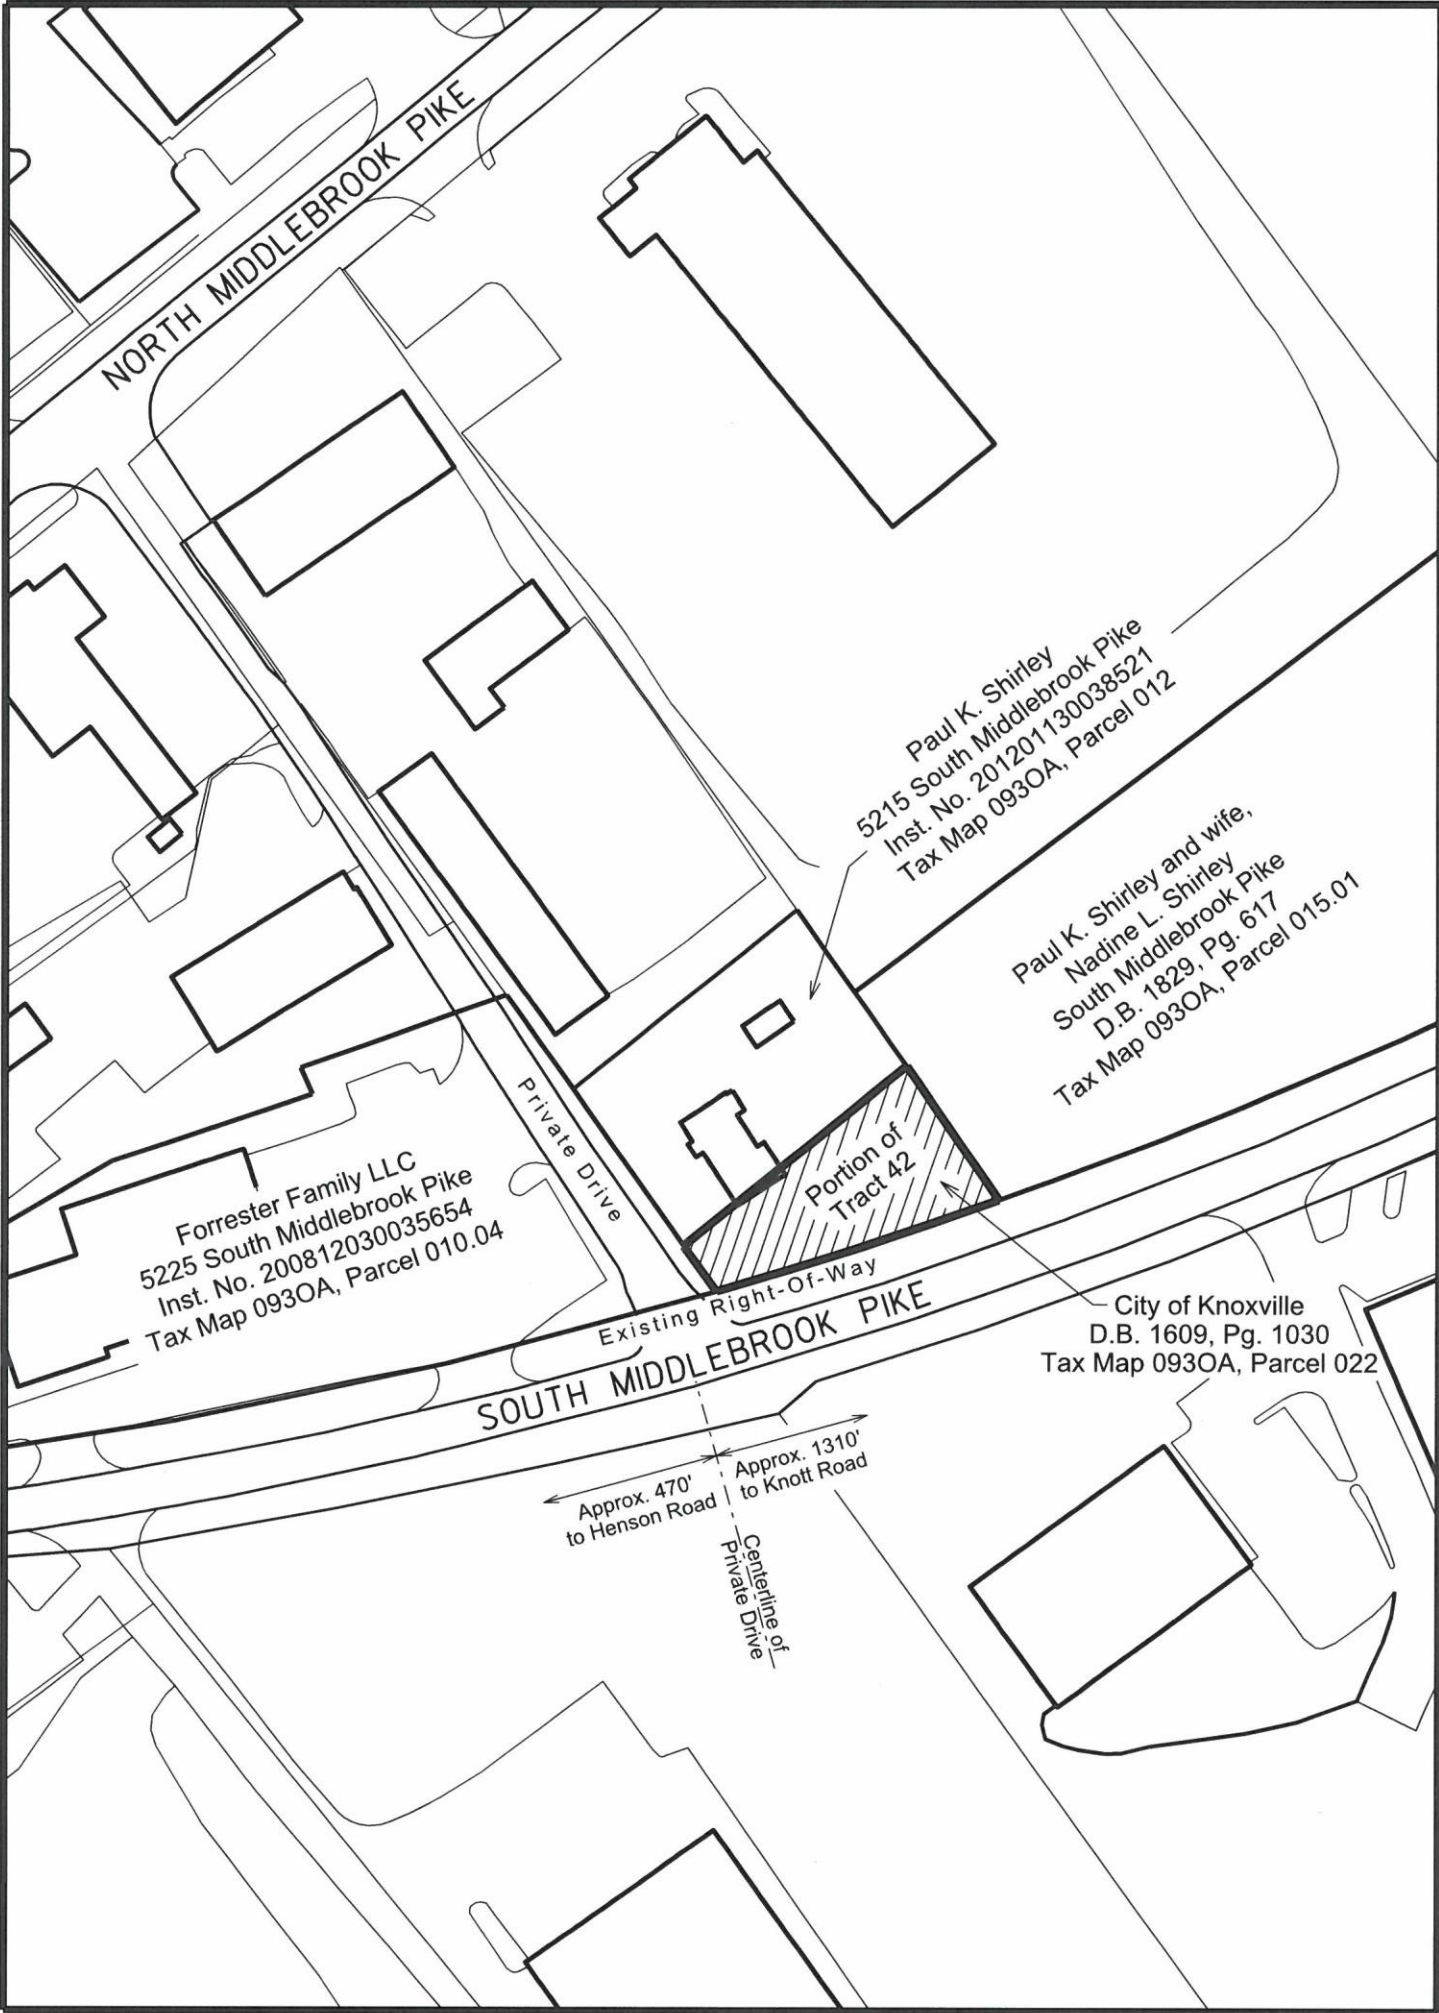 NORTH MIDDLEBROOK PIKE
Paul K. Shirley
5215 South Middlebrook Pike
Inst. No. 201201130038521
Tax Map 093OA, Parcel 012
Paul K. Shirley and wife,
Nadine L. Shirley
South Middlebrook Pike
D.B. 1829, Pg. 617
Tax Map 093OA, Parcel 015.01
Private Drive
Portion of
Tract 42
Forrester Family LLC
5225 South Middlebrook Pike
Inst. No. 200812030035654
Tax Map 093OA, Parcel 010.04
Existing Right-Of-Way
SOUTH MIDDLEBROOK PIKE
City of Knoxville
D.B. 1609, Pg. 1030
Tax Map 093OA, Parcel 022
Approx. 470'
to Henson Road
Approx. 1310'
to Knott Road
Centerline of
Private Drive